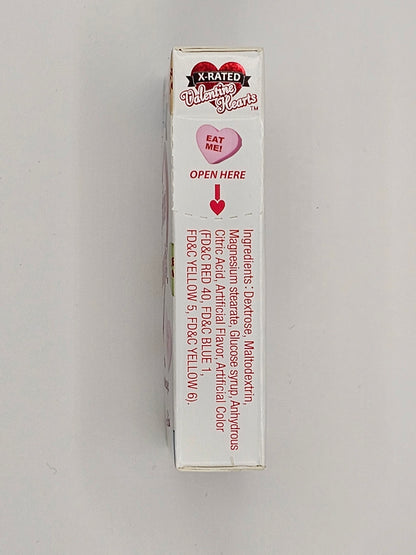 X-RATED
Valentine
Hearts
TM
EAT
ME!
OPEN HERE
Ingredients : Dextrose, Maltodextrin,
Magnesium stearate, Glucose syrup, Anhydrous
Citric Acid, Artificial Flavor, Artificial Color
(FD&C RED 40, FD&C BLUE 1,
FD&C YELLOW 5, FD&C YELLOW 6).